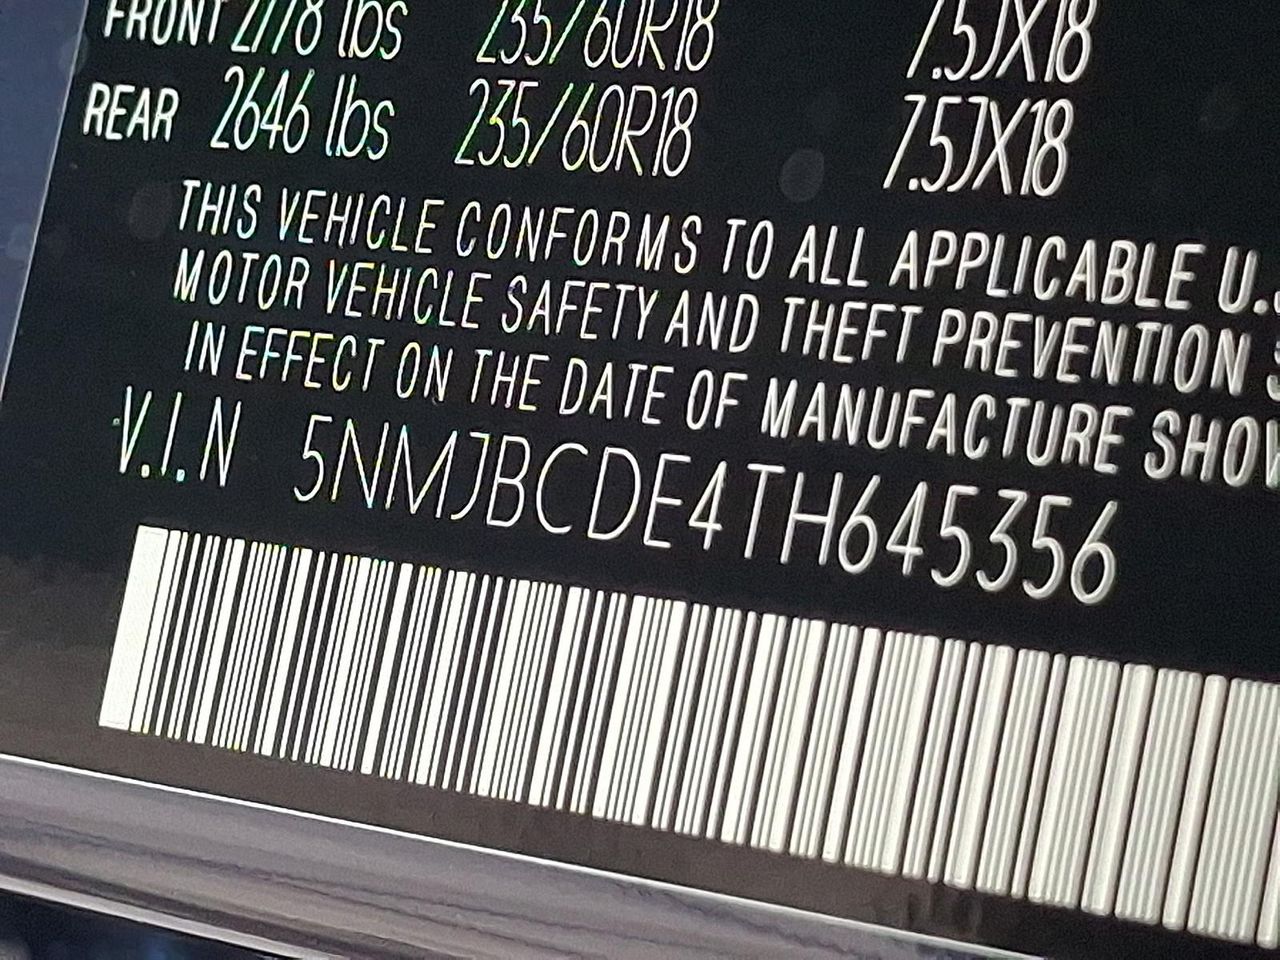 FRONT 2778 lbs 235/60R18 7.5JX18
REAR 2646 lbs 235/60R18 7.5JX18
THIS VEHICLE CONFORMS TO ALL APPLICABLE U.S
MOTOR VEHICLE SAFETY AND THEFT PREVENTION S
IN EFFECT ON THE DATE OF MANUFACTURE SHOW
V.I.N 5NMJBCDE4TH645356